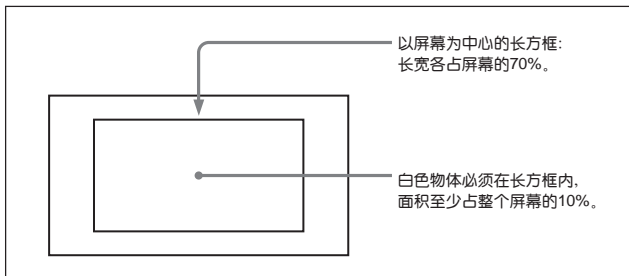 以屏幕为中心的长方框:
长宽各占屏幕的70%。
白色物体必须在长方框内,
面积至少占整个屏幕的10%。